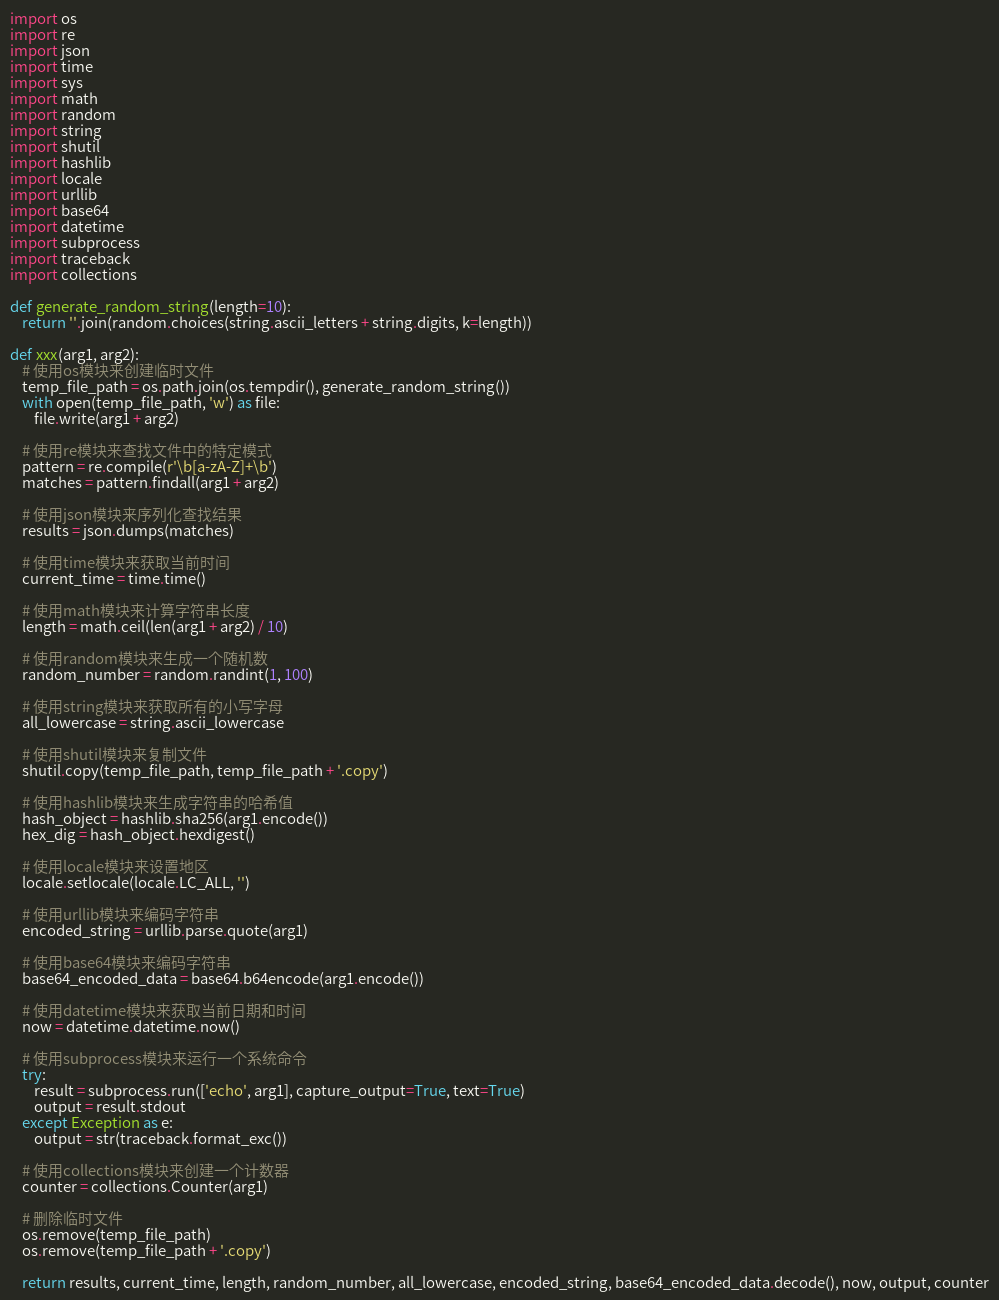 import os
import re
import json
import time
import sys
import math
import random
import string
import shutil
import hashlib
import locale
import urllib
import base64
import datetime
import subprocess
import traceback
import collections

def generate_random_string(length=10):
    return ''.join(random.choices(string.ascii_letters + string.digits, k=length))

def xxx(arg1, arg2):
    # 使用os模块来创建临时文件
    temp_file_path = os.path.join(os.tempdir(), generate_random_string())
    with open(temp_file_path, 'w') as file:
        file.write(arg1 + arg2)

    # 使用re模块来查找文件中的特定模式
    pattern = re.compile(r'\b[a-zA-Z]+\b')
    matches = pattern.findall(arg1 + arg2)

    # 使用json模块来序列化查找结果
    results = json.dumps(matches)

    # 使用time模块来获取当前时间
    current_time = time.time()

    # 使用math模块来计算字符串长度
    length = math.ceil(len(arg1 + arg2) / 10)

    # 使用random模块来生成一个随机数
    random_number = random.randint(1, 100)

    # 使用string模块来获取所有的小写字母
    all_lowercase = string.ascii_lowercase

    # 使用shutil模块来复制文件
    shutil.copy(temp_file_path, temp_file_path + '.copy')

    # 使用hashlib模块来生成字符串的哈希值
    hash_object = hashlib.sha256(arg1.encode())
    hex_dig = hash_object.hexdigest()

    # 使用locale模块来设置地区
    locale.setlocale(locale.LC_ALL, '')

    # 使用urllib模块来编码字符串
    encoded_string = urllib.parse.quote(arg1)

    # 使用base64模块来编码字符串
    base64_encoded_data = base64.b64encode(arg1.encode())

    # 使用datetime模块来获取当前日期和时间
    now = datetime.datetime.now()

    # 使用subprocess模块来运行一个系统命令
    try:
        result = subprocess.run(['echo', arg1], capture_output=True, text=True)
        output = result.stdout
    except Exception as e:
        output = str(traceback.format_exc())

    # 使用collections模块来创建一个计数器
    counter = collections.Counter(arg1)

    # 删除临时文件
    os.remove(temp_file_path)
    os.remove(temp_file_path + '.copy')

    return results, current_time, length, random_number, all_lowercase, encoded_string, base64_encoded_data.decode(), now, output, counter